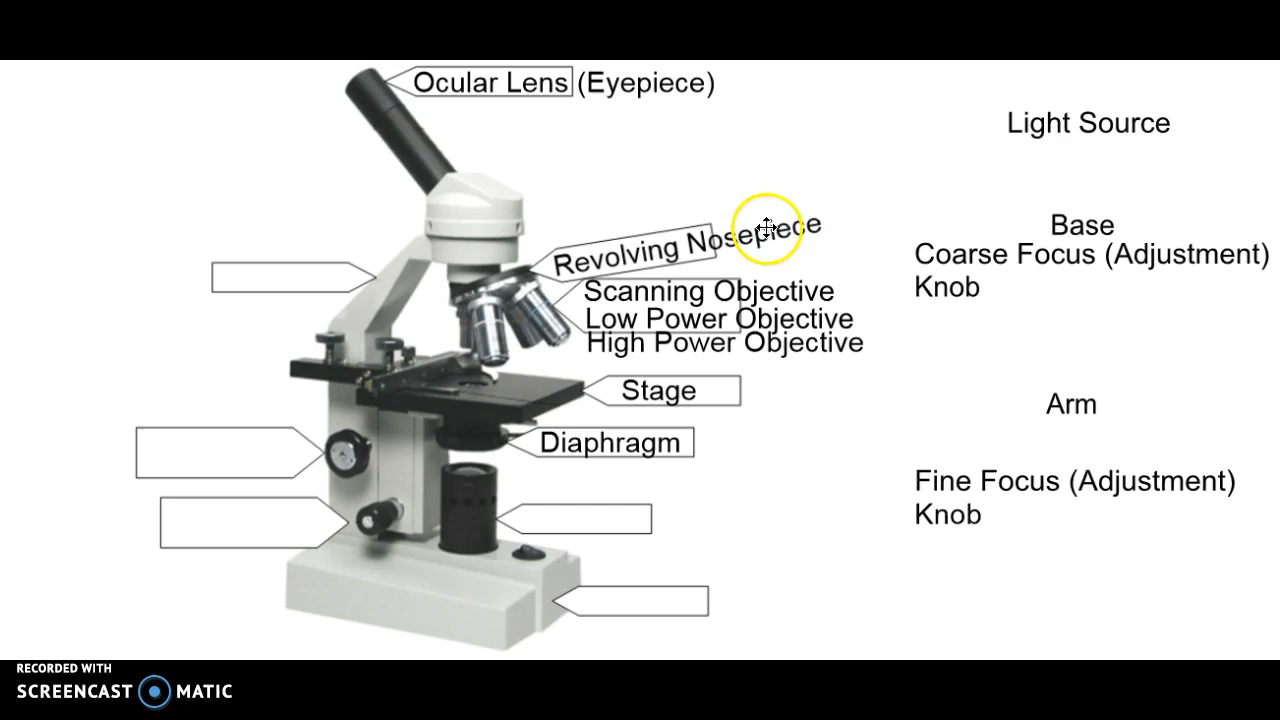 Ocular Lens (Eyepiece)
Light Source
Revolving Nosepiece
Base
Coarse Focus (Adjustment)
Knob
Scanning Objective
Low Power Objective
High Power Objective
Stage
Arm
Diaphragm
Fine Focus (Adjustment)
Knob
RECORDED WITH
SCREENCAST MATIC